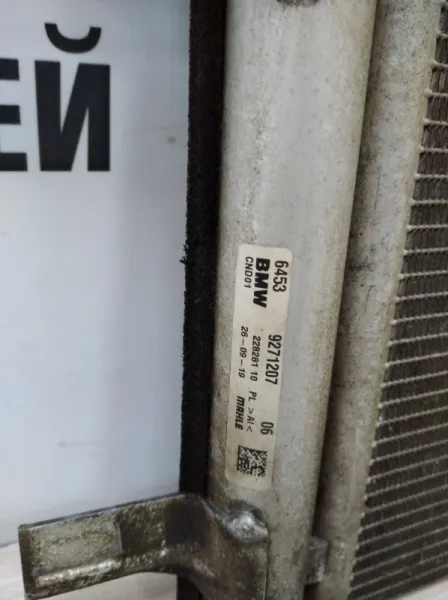 ЕЙ
6453 9271207 06
BMW 228281 10 PL >Al<
CND01 26-09-19 MAHLE